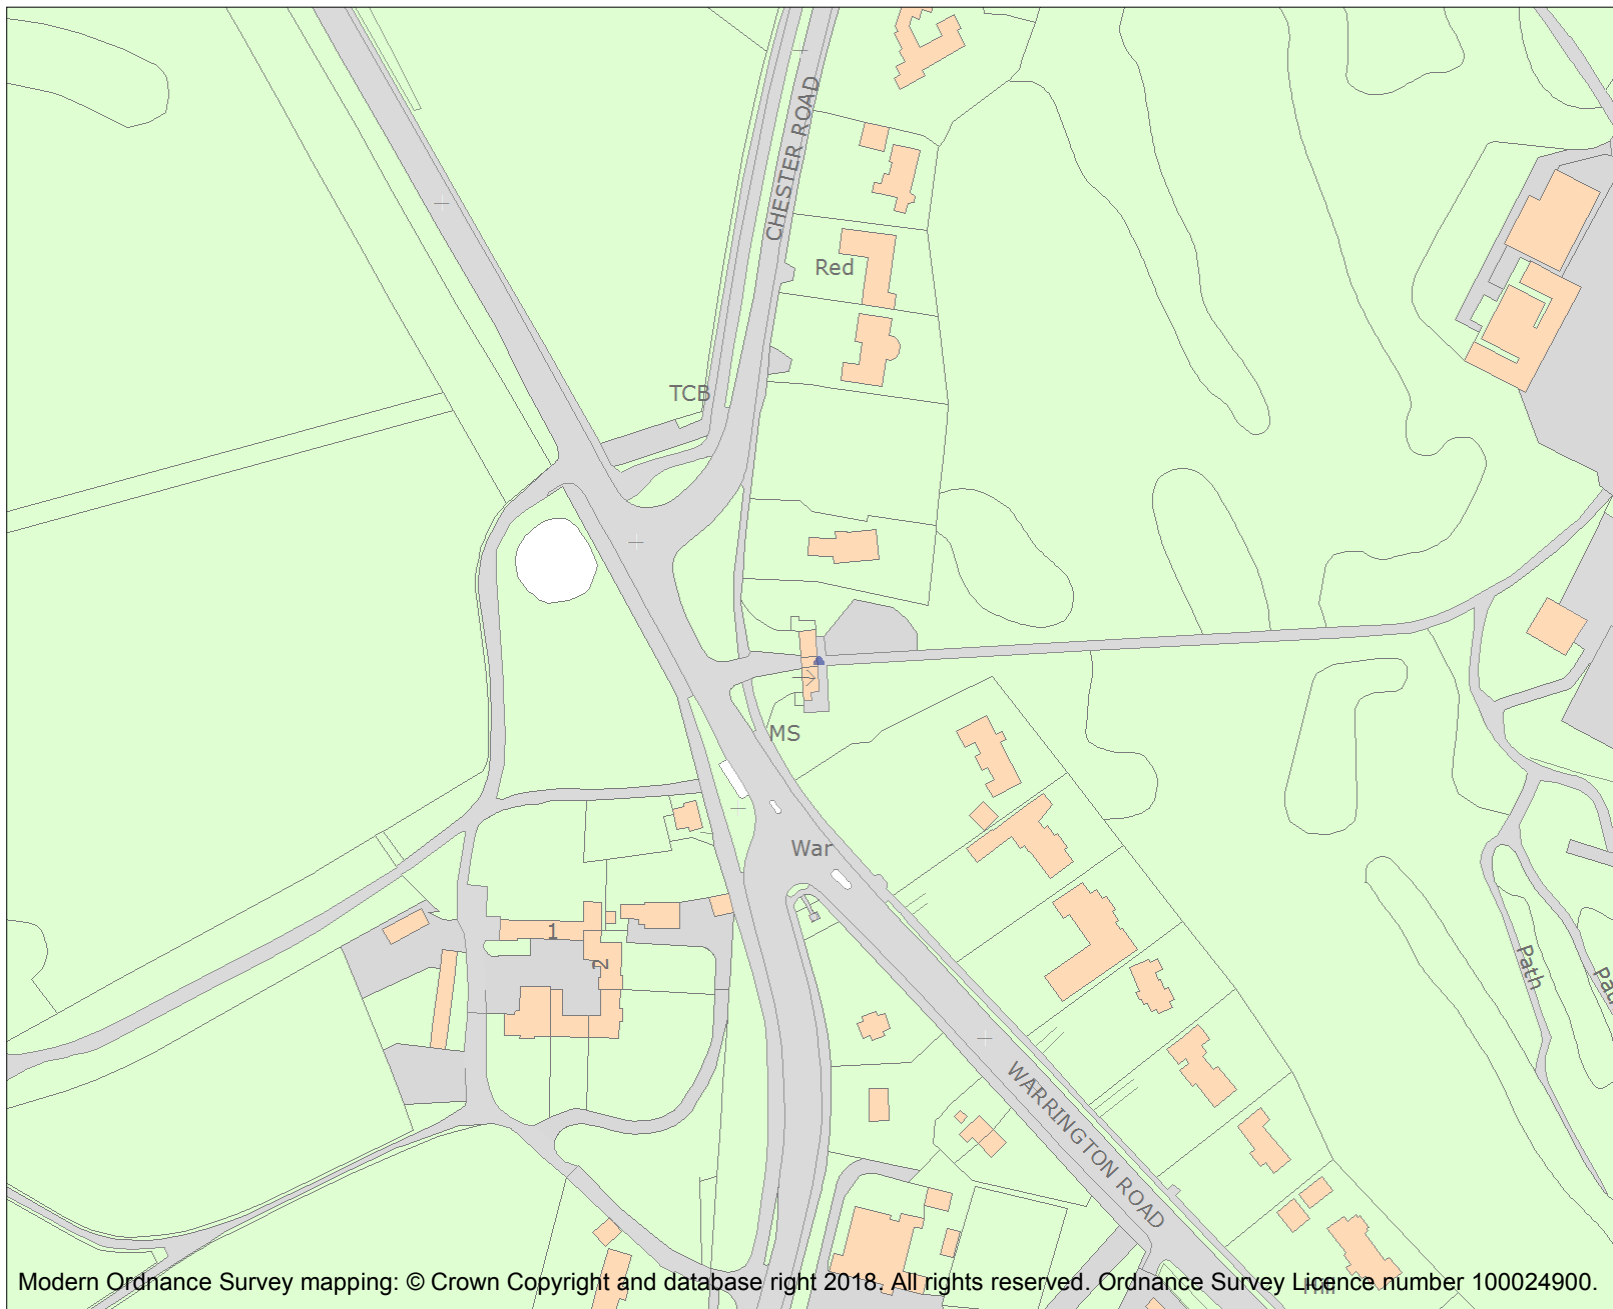 CHESTER ROAD
Red
TCB
MS
War
1
2
Path
WARRINGTON ROAD
Hill
Modern Ordnance Survey mapping: © Crown Copyright and database right 2018. All rights reserved. Ordnance Survey Licence number 100024900.